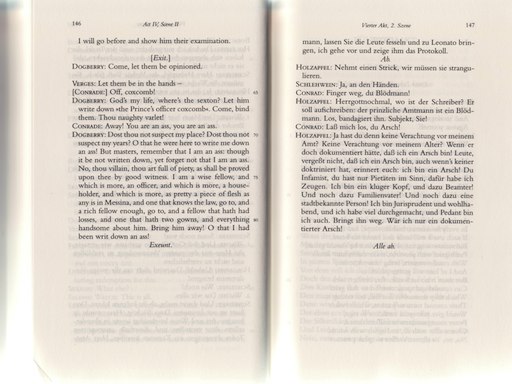 146
Act IV, Scene II
I will go before and show him their examination.
[Exit.]
DOGBERRY: Come, let them be opinioned.
VERGES: Let them be in the hands –
[CONRADE:] Off, coxcomb!
65
DOGBERRY: God's my life, where's the sexton? Let him
write down ›the Prince's officer coxcomb‹. Come, bind
them. Thou naughty varlet!
CONRADE: Away! You are an ass, you are an ass.
DOGBERRY: Dost thou not suspect my place? Dost thou not
70
suspect my years? O that he were here to write me down
an ass! But masters, remember that I am an ass: though
it be not written down, yet forget not that I am an ass.
No, thou villain, thou art full of piety, as shall be proved
upon thee by good witness. I am a wise fellow, and
75
which is more, an officer, and which is more, a house-
holder, and which is more, as pretty a piece of flesh as
any is in Messina, and one that knows the law, go to, and
a rich fellow enough, go to, and a fellow that hath had
losses, and one that hath two gowns, and everything
80
handsome about him. Bring him away! O that I had
been writ down an ass!
Exeunt.
Vierter Akt, 2. Szene
147
mann, lassen Sie die Leute fesseln und zu Leonato brin-
gen, ich gehe vor und zeige ihm das Protokoll.
Ab
HOLZAPFEL: Nehmt einen Strick, wir müssen sie strangu-
lieren.
SCHLEHWEIN: Ja, an den Händen.
CONRAD: Finger weg, du Blödmann!
HOLZAPFEL: Herrgottnochmal, wo ist der Schreiber? Er
soll aufschreiben: der prinzliche Amtmann ist ein Blöd-
mann. Los, bandagiert ihn. Subjekt, Sie!
CONRAD: Laß mich los, du Arsch!
HOLZAPFEL: Ja hast du denn keine Verachtung vor meinem
Amt? Keine Verachtung vor meinem Alter? Wenn er
doch dokumentiert hätte, daß ich ein Arsch bin! Leute,
vergeßt nicht, daß ich ein Arsch bin, auch wenn's keiner
doktriniert hat, erinnert euch: ich bin ein Arsch! Du
Infamist, du hast nur Pietäten im Sinn, dafür habe ich
Zeugen. Ich bin ein kluger Kopf, und dazu Beamter!
Und noch dazu Familienvater! Und noch dazu eine
stadtbekannte Person! Ich bin Jurisprudent und wohlha-
bend, und ich habe viel durchgemacht, und Pedant bin
ich auch. Bringt ihn weg. Wär ich nur ein dokumen-
tierter Arsch!
Alle ab